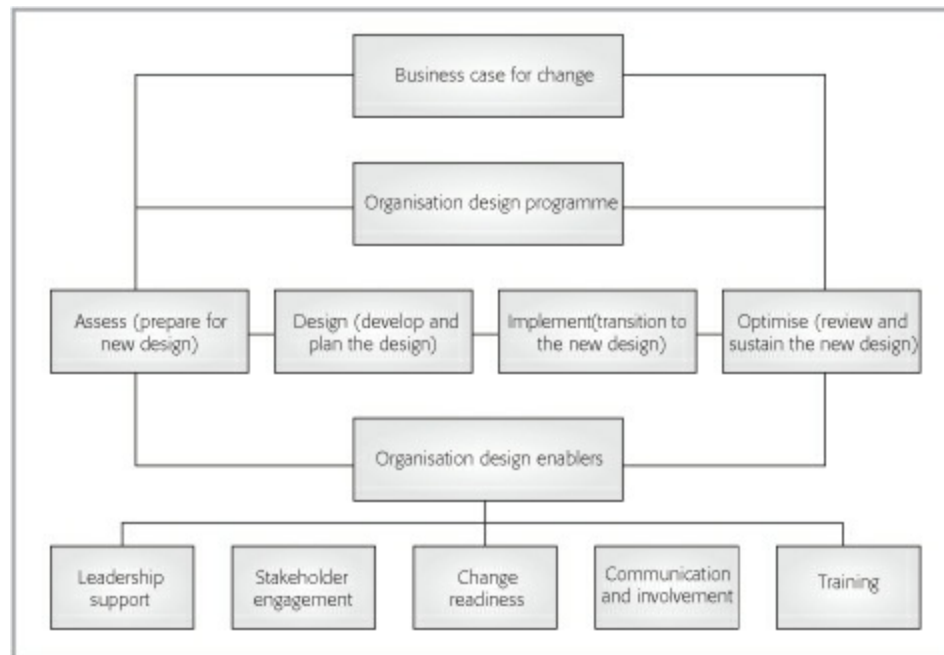 Business case for change
Organisation design programme
Assess (prepare for
new design)
Design (develop and
plan the design)
Implement(transition to
the new design)
Optimise (review and
sustain the new design)
Organisation design enablers
Leadership
support
Stakeholder
engagement
Change
readiness
Communication
and involvement
Training